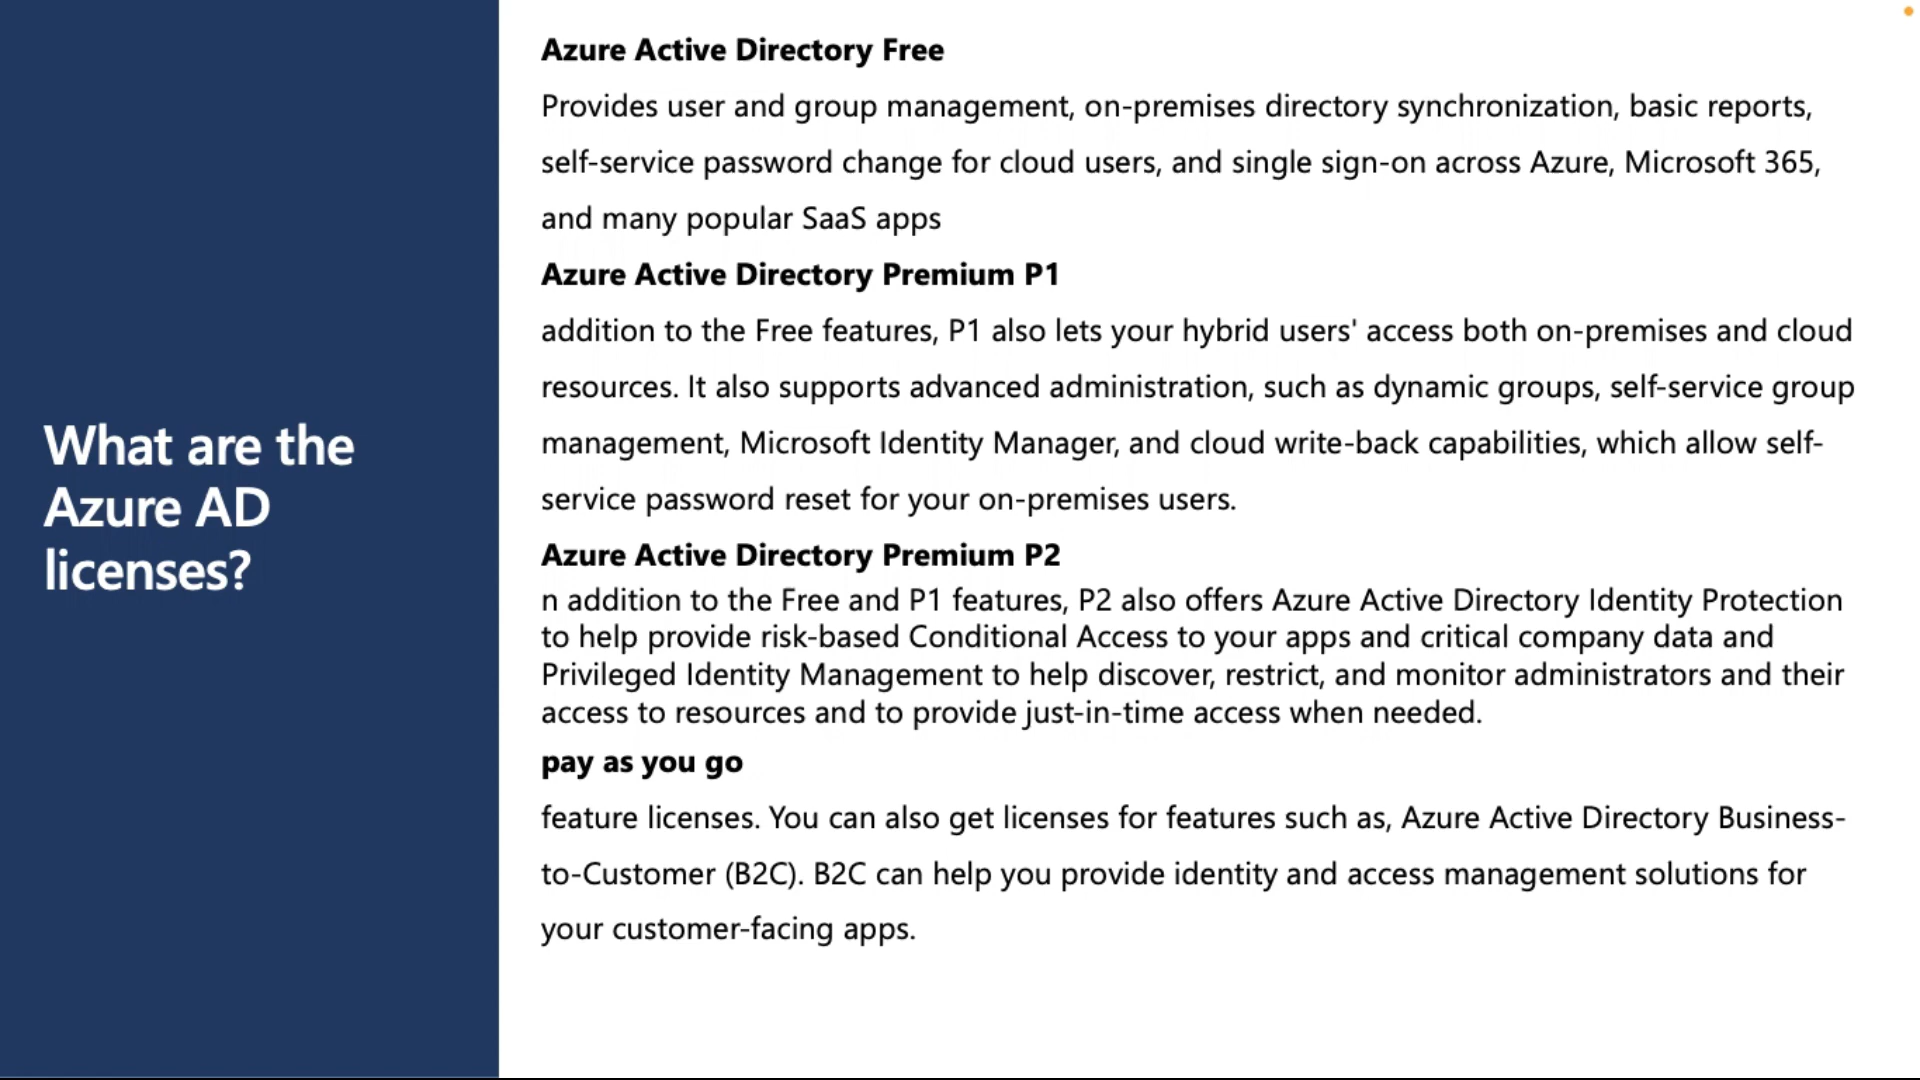 What are the
Azure AD
licenses?
Azure Active Directory Free
Provides user and group management, on-premises directory synchronization, basic reports,
self-service password change for cloud users, and single sign-on across Azure, Microsoft 365,
and many popular SaaS apps
Azure Active Directory Premium P1
addition to the Free features, P1 also lets your hybrid users' access both on-premises and cloud
resources. It also supports advanced administration, such as dynamic groups, self-service group
management, Microsoft Identity Manager, and cloud write-back capabilities, which allow self-
service password reset for your on-premises users.
Azure Active Directory Premium P2
n addition to the Free and P1 features, P2 also offers Azure Active Directory Identity Protection
to help provide risk-based Conditional Access to your apps and critical company data and
Privileged Identity Management to help discover, restrict, and monitor administrators and their
access to resources and to provide just-in-time access when needed.
pay as you go
feature licenses. You can also get licenses for features such as, Azure Active Directory Business-
to-Customer (B2C). B2C can help you provide identity and access management solutions for
your customer-facing apps.